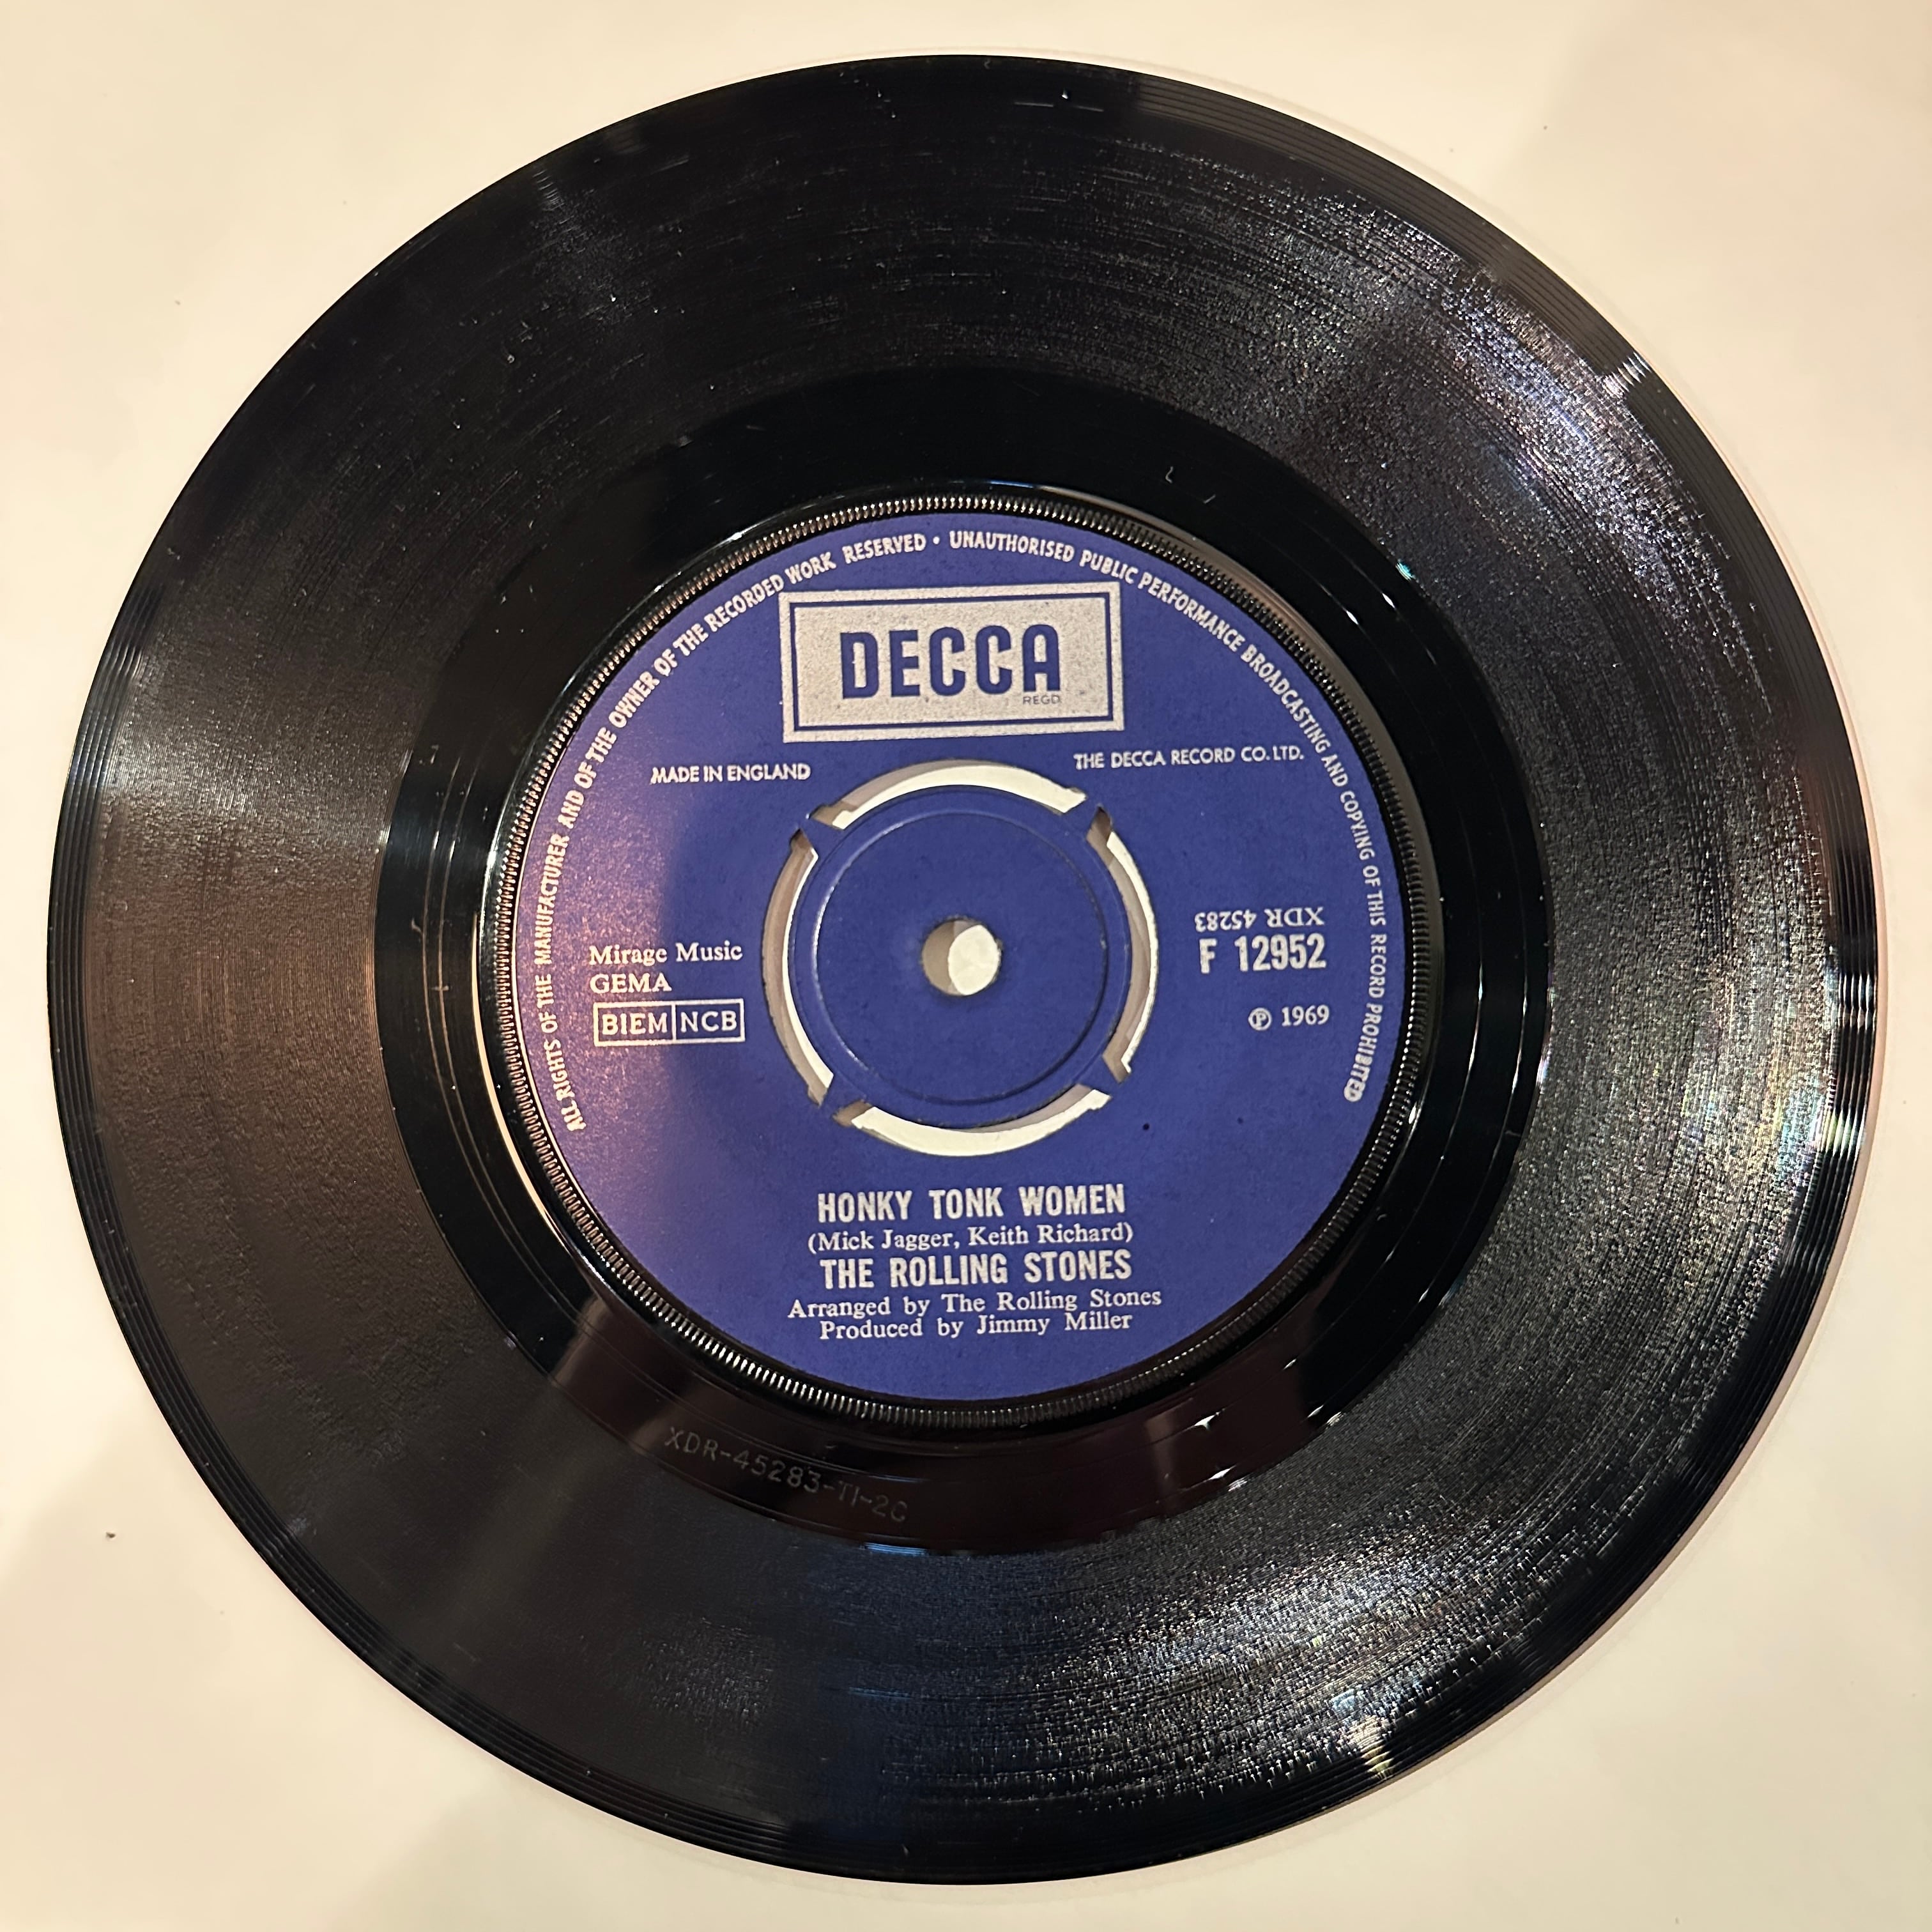 ALL RIGHTS OF THE MANUFACTURER AND OF THE OWNER OF THE RECORDED WORK RESERVED • UNAUTHORISED PUBLIC PERFORMANCE BROADCASTING AND COPYING OF THIS RECORD PROHIBITED
DECCA
REGD
MADE IN ENGLAND
THE DECCA RECORD CO. LTD.
Mirage Music
GEMA
BIEM NCB
XDR 45283
F 12952
℗ 1969
HONKY TONK WOMEN
(Mick Jagger, Keith Richard)
THE ROLLING STONES
Arranged by The Rolling Stones
Produced by Jimmy Miller
XDR-45283-T1-2C